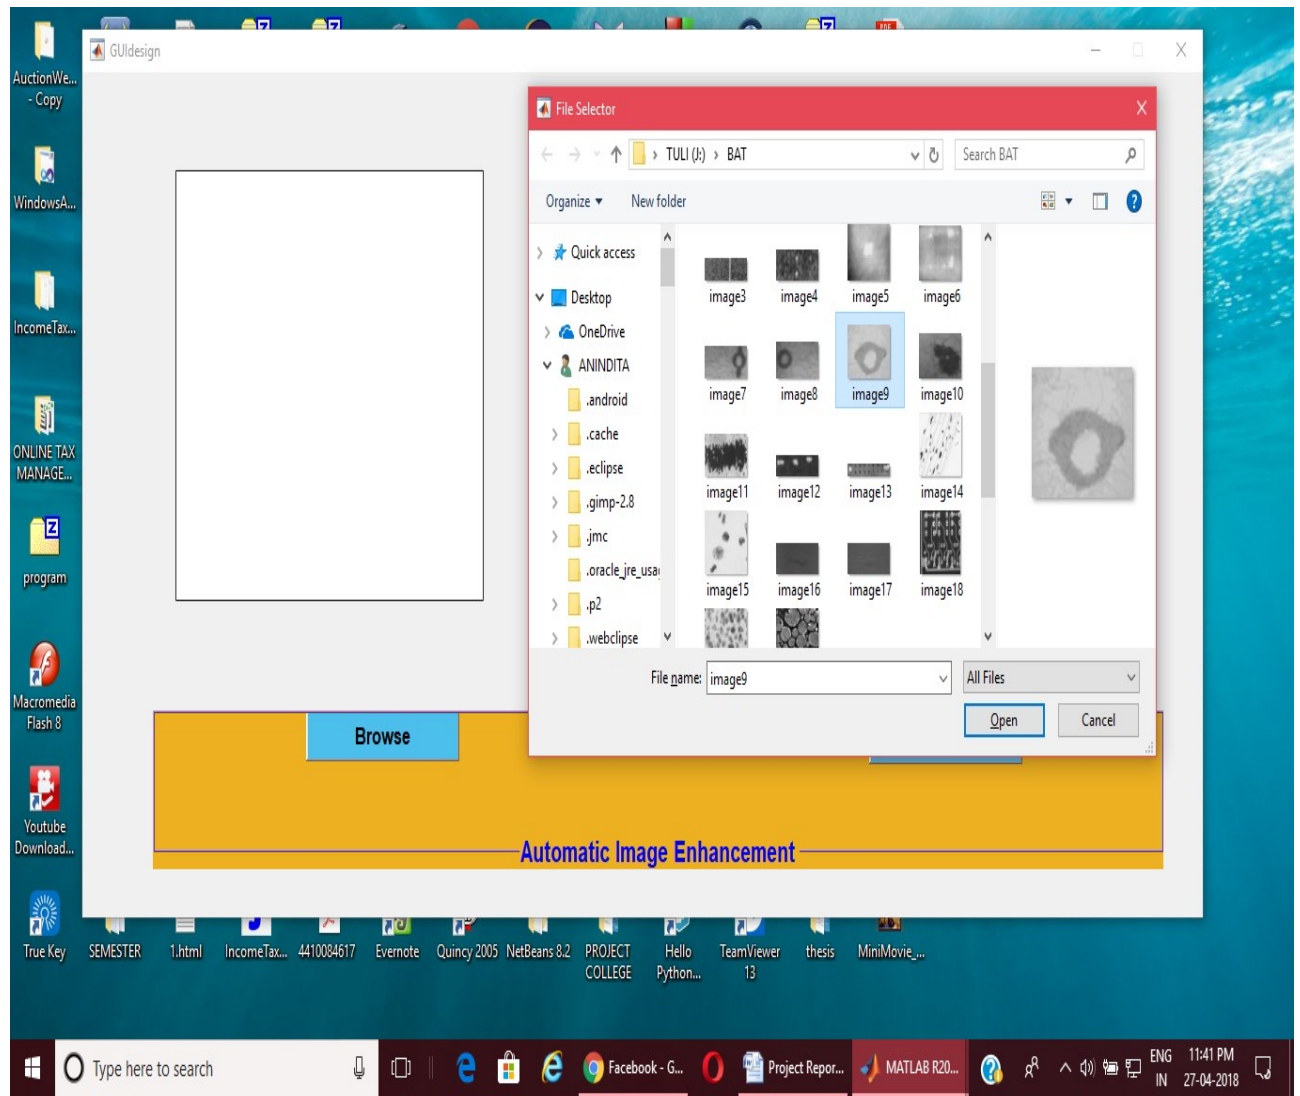 AuctionWe...
- Copy
WindowsA...
IncomeTax...
ONLINE TAX
MANAGE...
program
Macromedia
Flash 8
Youtube
Download...
True Key
GUIdesign
File Selector
TULI (J:) > BAT
Search BAT
Organize
New folder
Quick access
Desktop
OneDrive
ANINDITA
.android
.cache
.eclipse
.gimp-2.8
.jmc
.oracle_jre_usa
.p2
.webclipse
image3
image4
image5
image6
image7
image8
image9
image10
image11
image12
image13
image14
image15
image16
image17
image18
File name: image9
All Files
Open
Cancel
Browse
Automatic Image Enhancement
SEMESTER
1.html
IncomeTax...
4410084617
Evernote
Quincy 2005
NetBeans 8.2
PROJECT
COLLEGE
Hello
Python...
TeamViewer
13
thesis
MiniMovie_...
Type here to search
Facebook - G...
Project Repor...
MATLAB R20...
ENG
IN
11:41 PM
27-04-2018